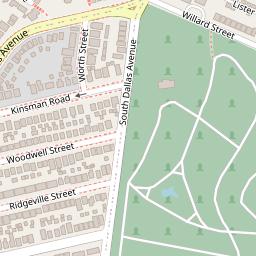 Willard Street
Lister
Avenue
Worth Street
South Dallas Avenue
Kinsman Road
Woodwell Street
Ridgeville Street